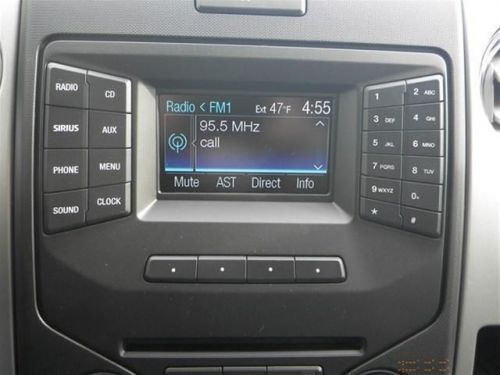 RADIO
CD
SIRIUS
AUX
PHONE
MENU
SOUND
CLOCK
Radio < FM1 Ext 47°F 4:55
95.5 MHz
call
Mute AST Direct Info
1
2 ABC
3 DEF
4 GHI
5 JKL
6 MNO
7 PQRS
8 TUV
9 WXYZ
0
*
#